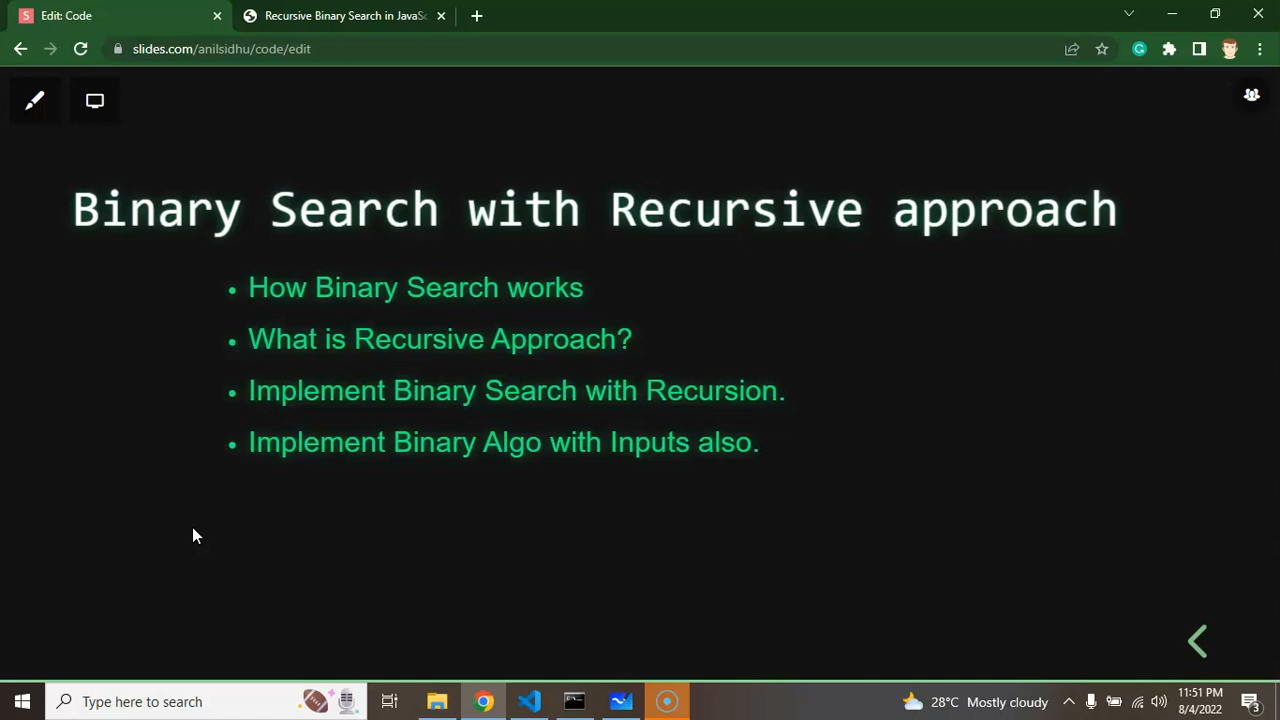 Edit: Code
Recursive Binary Search in JavaSc
slides.com/anilsidhu/code/edit
Binary Search with Recursive approach
• How Binary Search works
• What is Recursive Approach?
• Implement Binary Search with Recursion.
• Implement Binary Algo with Inputs also.
Type here to search
28°C Mostly cloudy
11:51 PM
8/4/2022
3